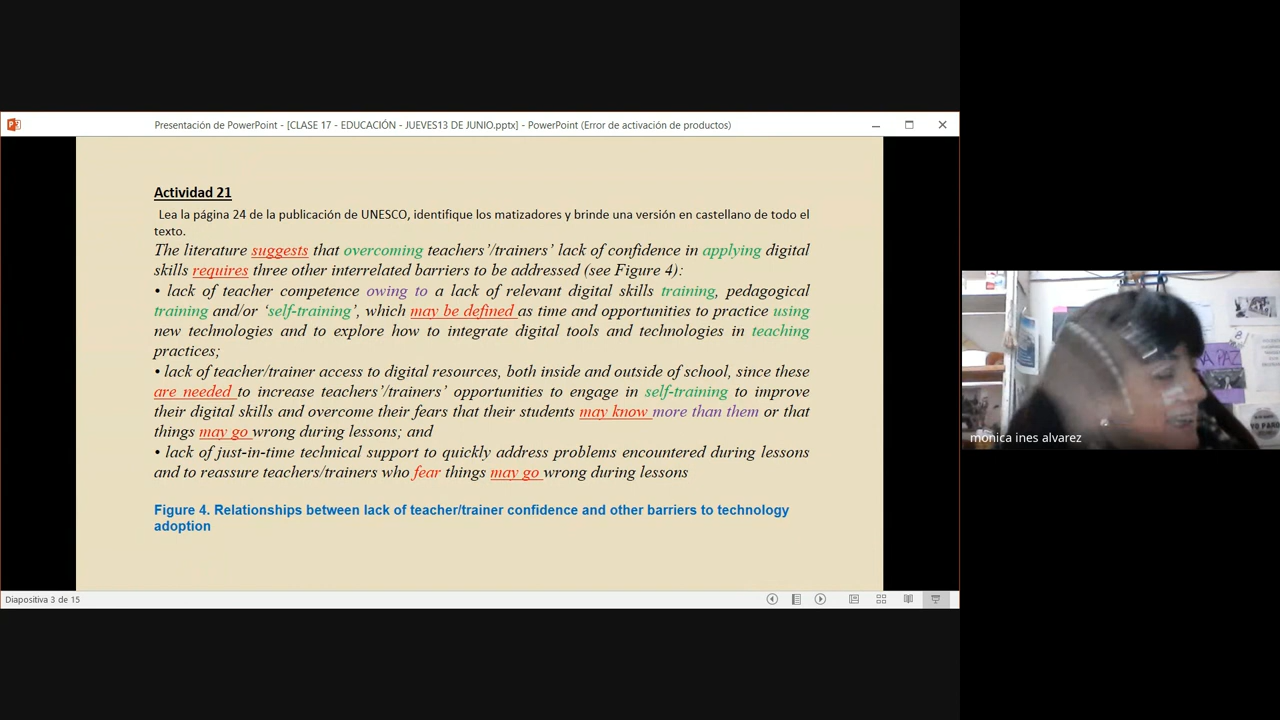 Presentación de PowerPoint - [CLASE 17 - EDUCACIÓN - JUEVES13 DE JUNIO.pptx] - PowerPoint (Error de activación de productos)
Actividad 21
Lea la página 24 de la publicación de UNESCO, identifique los matizadores y brinde una versión en castellano de todo el
texto.
The literature suggests that overcoming teachers’/trainers’ lack of confidence in applying digital
skills requires three other interrelated barriers to be addressed (see Figure 4):
• lack of teacher competence owing to a lack of relevant digital skills training, pedagogical
training and/or ‘self-training’, which may be defined as time and opportunities to practice using
new technologies and to explore how to integrate digital tools and technologies in teaching
practices;
• lack of teacher/trainer access to digital resources, both inside and outside of school, since these
are needed to increase teachers’/trainers’ opportunities to engage in self-training to improve
their digital skills and overcome their fears that their students may know more than them or that
things may go wrong during lessons; and
• lack of just-in-time technical support to quickly address problems encountered during lessons
and to reassure teachers/trainers who fear things may go wrong during lessons
Figure 4. Relationships between lack of teacher/trainer confidence and other barriers to technology
adoption
Diapositiva 3 de 15
A PAZ
monica ines alvarez